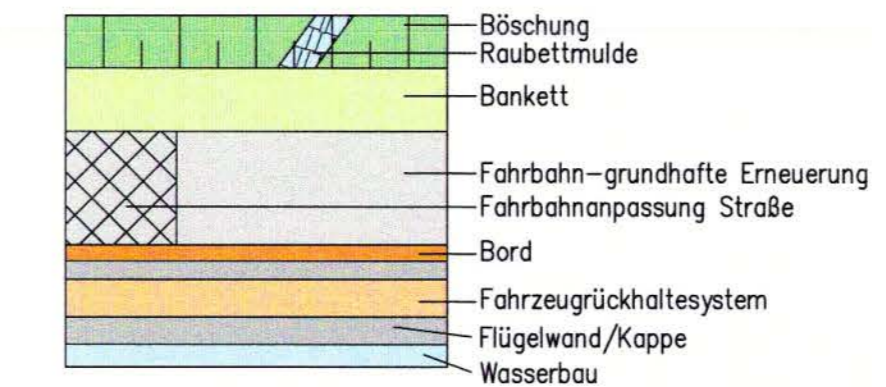 Böschung
Raubettmulde
Bankett
Fahrbahn-grundhafte Erneuerung
Fahrbahnanpassung Straße
Bord
Fahrzeugrückhaltesystem
Flügelwand/Kappe
Wasserbau